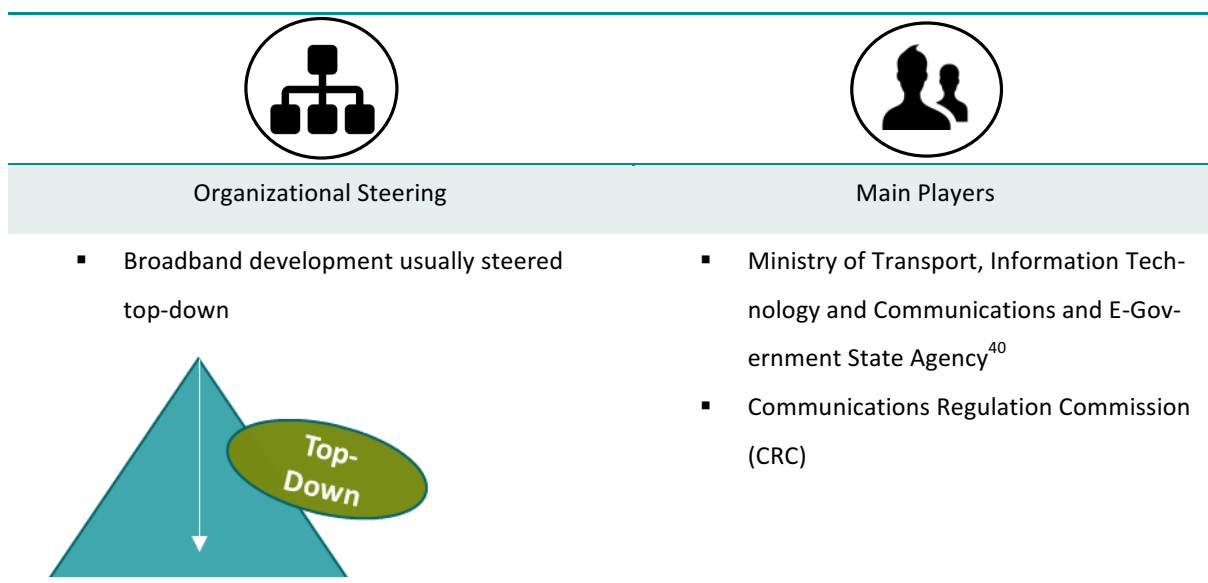 Organizational Steering
Main Players
▪ Broadband development usually steered
top-down
Top-
Down
▪ Ministry of Transport, Information Tech-
nology and Communications and E-Gov-
ernment State Agency40
▪ Communications Regulation Commission
(CRC)